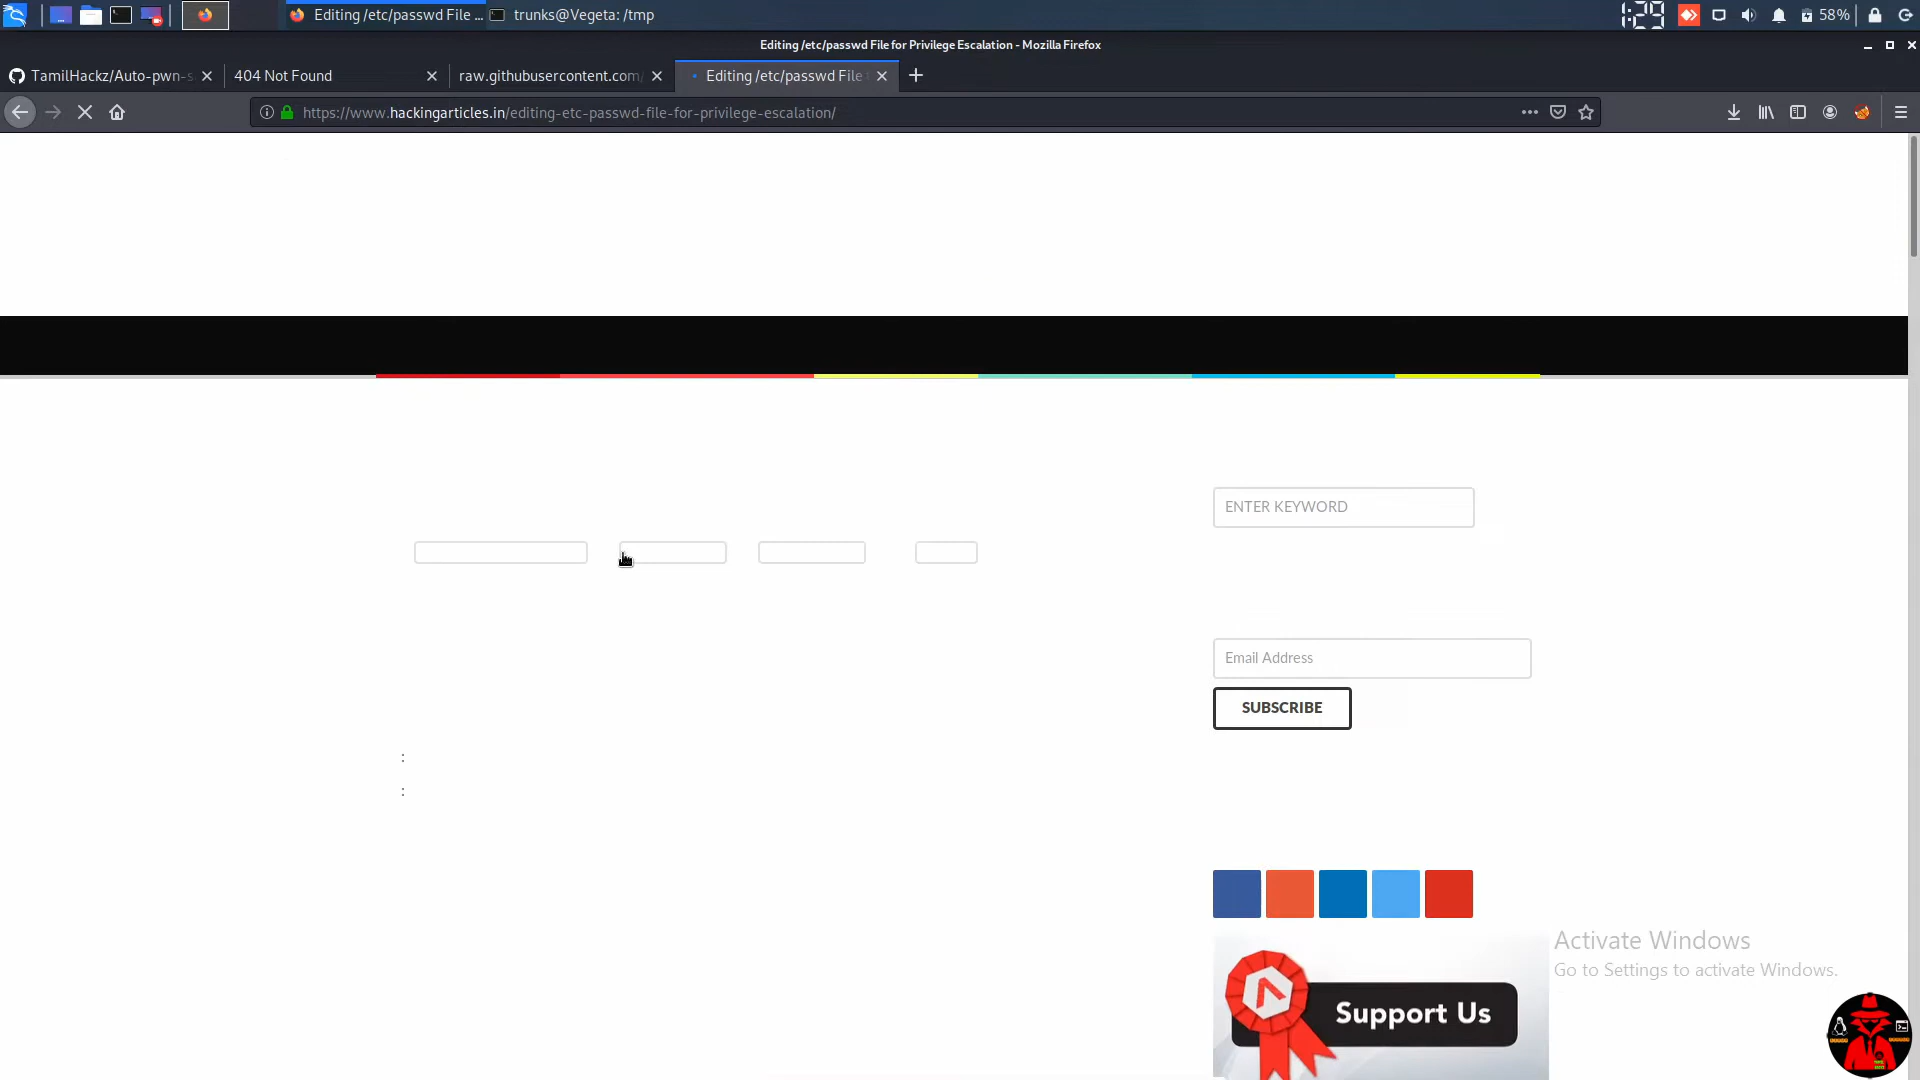 Editing /etc/passwd File ...
trunks@Vegeta: /tmp
1:29
58%
Editing /etc/passwd File for Privilege Escalation - Mozilla Firefox
TamilHackz/Auto-pwn-s
404 Not Found
raw.githubusercontent.com/
Editing /etc/passwd File
https://www.hackingarticles.in/editing-etc-passwd-file-for-privilege-escalation/
ENTER KEYWORD
Email Address
SUBSCRIBE
:
:
Support Us
Activate Windows
Go to Settings to activate Windows.